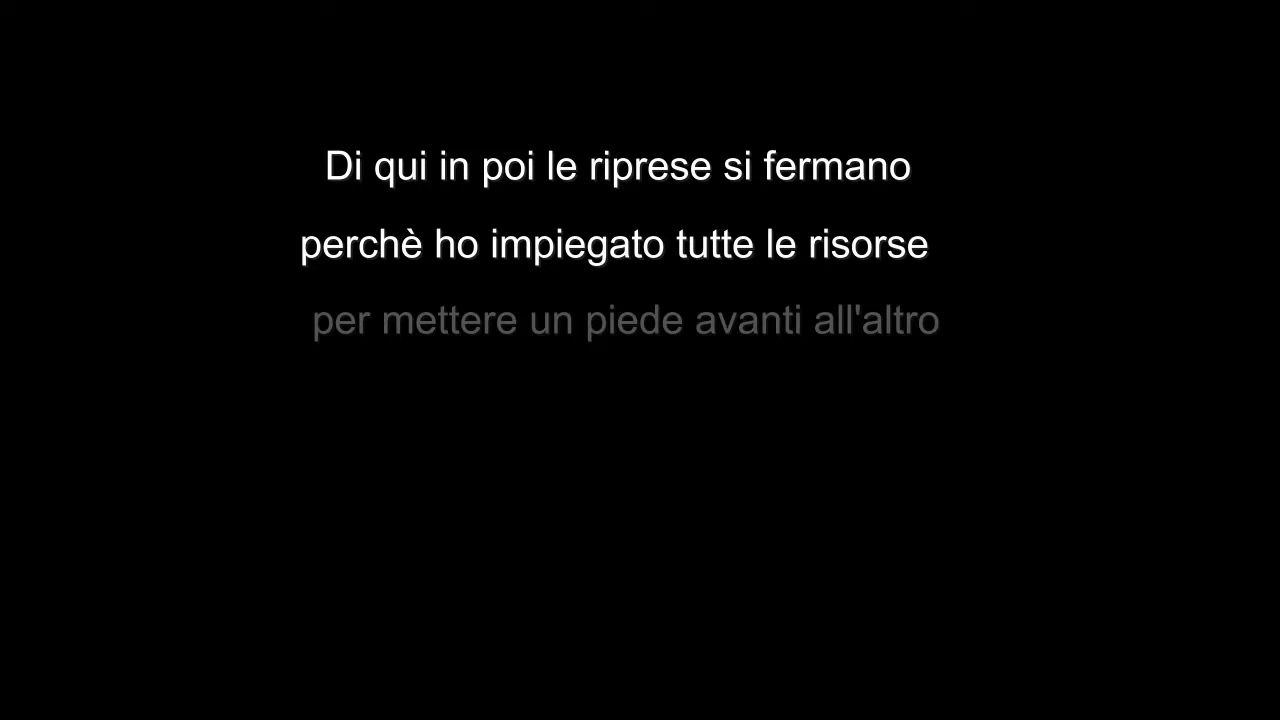 Di qui in poi le riprese si fermano
perchè ho impiegato tutte le risorse
per mettere un piede avanti all'altro